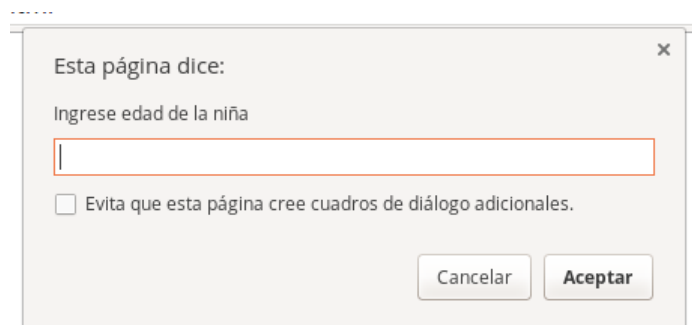 Esta página dice:
Ingrese edad de la niña
Evita que esta página cree cuadros de diálogo adicionales.
Cancelar Aceptar